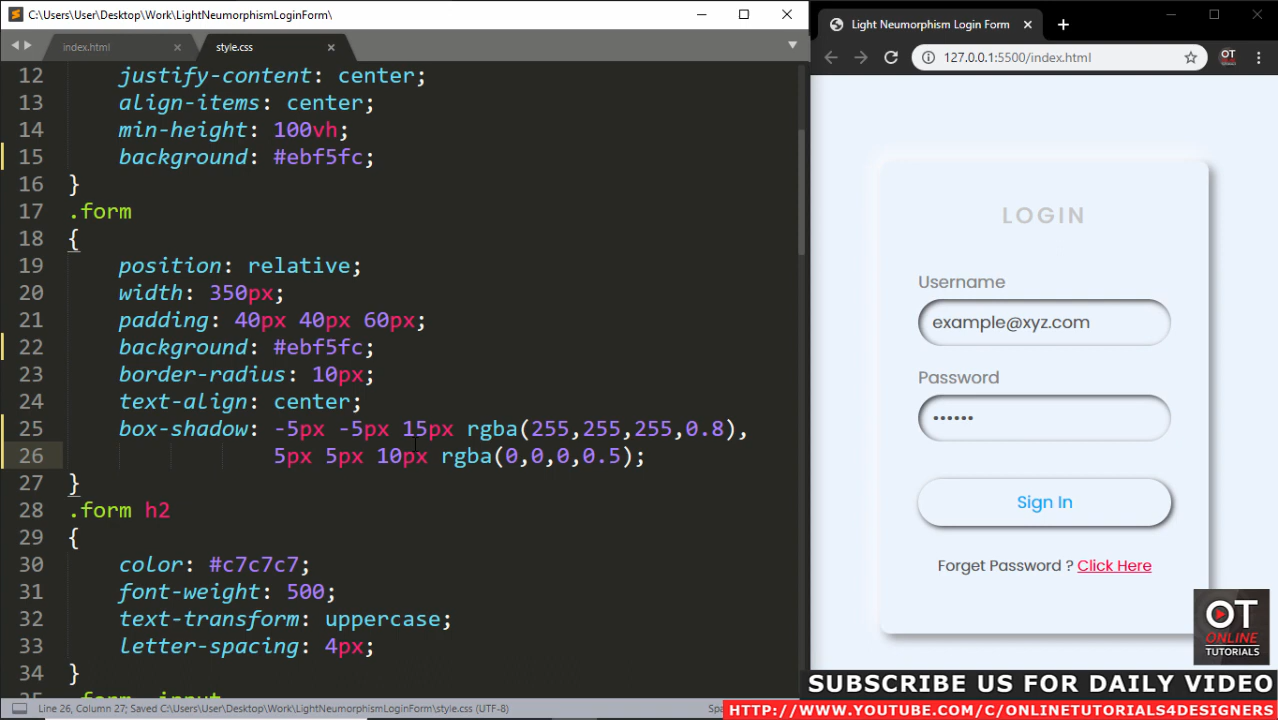 C:\Users\User\Desktop\Work\LightNeumorphismLoginForm\
index.html
style.css
12 justify-content: center;
13 align-items: center;
14 min-height: 100vh;
15 background: #ebf5fc;
16 }
17 .form
18 {
19 position: relative;
20 width: 350px;
21 padding: 40px 40px 60px;
22 background: #ebf5fc;
23 border-radius: 10px;
24 text-align: center;
25 box-shadow: -5px -5px 15px rgba(255,255,255,0.8),
26 5px 5px 10px rgba(0,0,0,0.5);
27 }
28 .form h2
29 {
30 color: #c7c7c7;
31 font-weight: 500;
32 text-transform: uppercase;
33 letter-spacing: 4px;
34 }
Line 26, Column 27; Saved C:\Users\User\Desktop\Work\LightNeumorphismLoginForm\style.css (UTF-8)
Light Neumorphism Login Form
127.0.0.1:5500/index.html
OT
LOGIN
Username
example@xyz.com
Password
••••••
Sign In
Forget Password ? Click Here
OT
ONLINE
TUTORIALS
SUBSCRIBE US FOR DAILY VIDEO
HTTP://WWW.YOUTUBE.COM/C/ONLINETUTORIALS4DESIGNERS